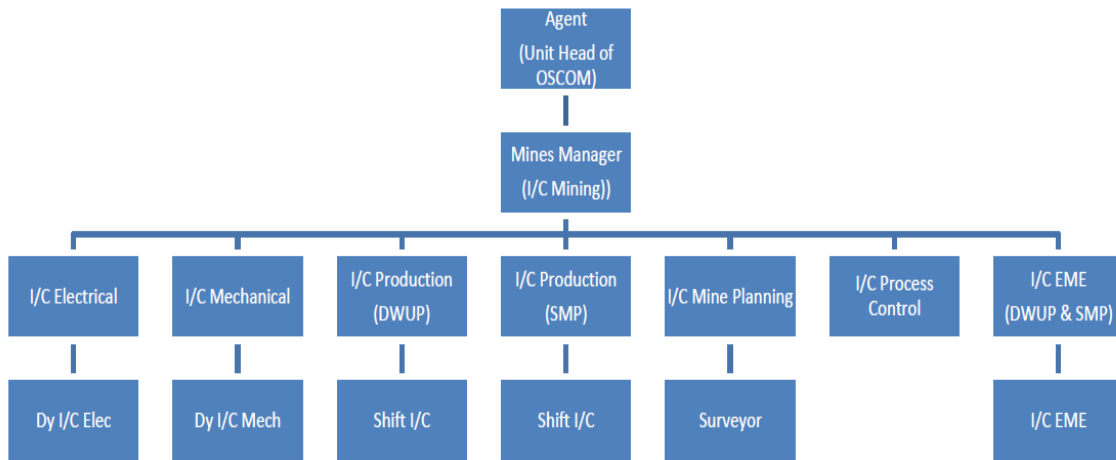 Agent
(Unit Head of
OSCOM)
Mines Manager
(I/C Mining))
I/C Electrical
I/C Mechanical
I/C Production
(DWUP)
I/C Production
(SMP)
I/C Mine Planning
I/C Process
Control
I/C EME
(DWUP & SMP)
Dy I/C Elec
Dy I/C Mech
Shift I/C
Shift I/C
Surveyor
I/C EME